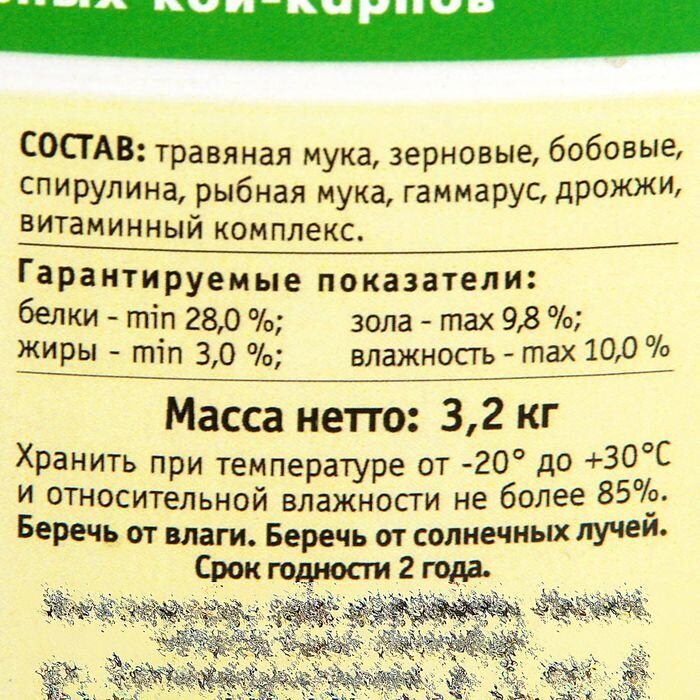 кои-карпов
СОСТАВ: травяная мука, зерновые, бобовые,
спирулина, рыбная мука, гаммарус, дрожжи,
витаминный комплекс.
Гарантируемые показатели:
белки - min 28,0 %; зола - max 9,8 %;
жиры - min 3,0 %; влажность - max 10,0 %
Масса нетто: 3,2 кг
Хранить при температуре от -20° до +30°С
и относительной влажности не более 85%.
Беречь от влаги. Беречь от солнечных лучей.
Срок годности 2 года.